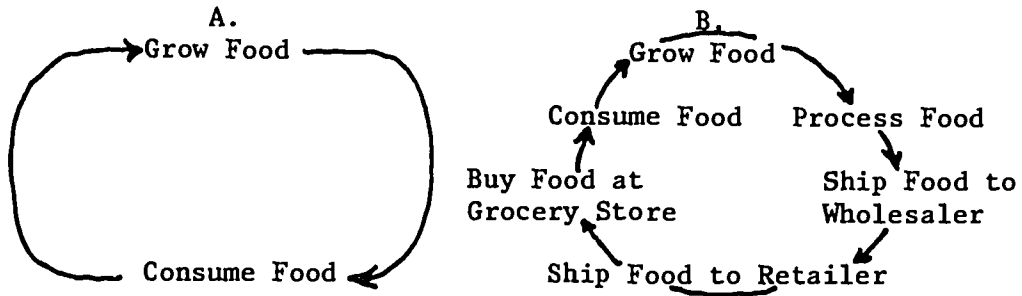 A.
Grow Food
Consume Food
B.
Grow Food
Process Food
Ship Food to
Wholesaler
Ship Food to Retailer
Buy Food at
Grocery Store
Consume Food